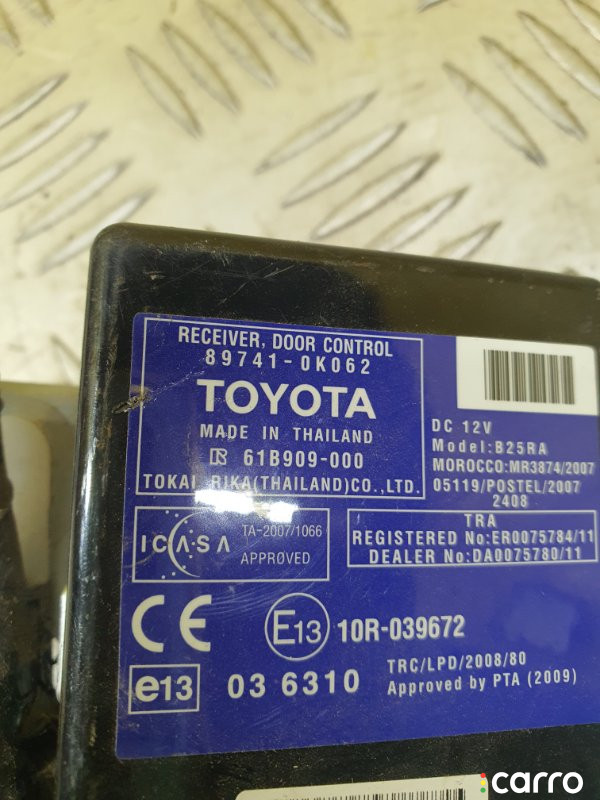 RECEIVER, DOOR CONTROL
89741-0K062
TOYOTA
MADE IN THAILAND
61B909-000
TOKAI RIKA(THAILAND)CO.,LTD.
DC 12V
Model:B25RA
MOROCCO:MR3874/2007
05119/POSTEL/2007
2408
ICASA
TA-2007/1066
APPROVED
TRA
REGISTERED No:ER0075784/11
DEALER No:DA0075780/11
CE
E13
10R-039672
e13
03 6310
TRC/LPD/2008/80
Approved by PTA (2009)
carro